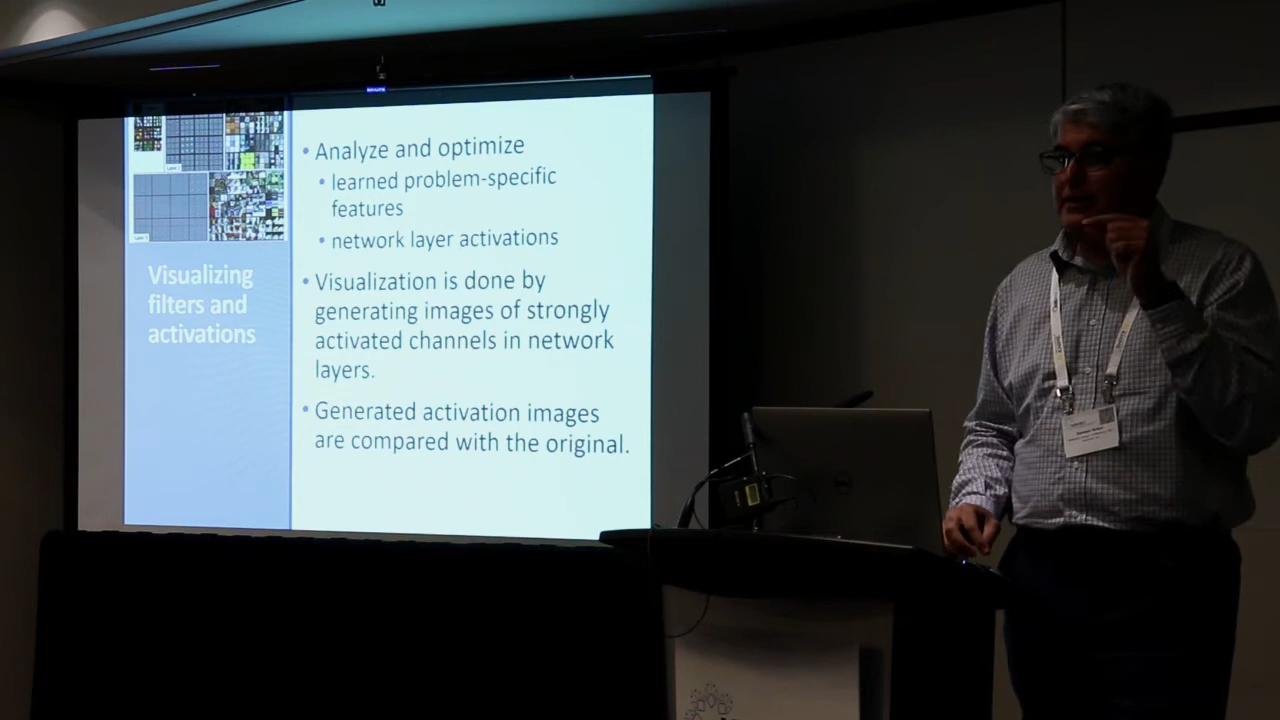 Visualizing
filters and
activations
• Analyze and optimize
• learned problem-specific
features
• network layer activations
• Visualization is done by
generating images of strongly
activated channels in network
layers.
• Generated activation images
are compared with the original.